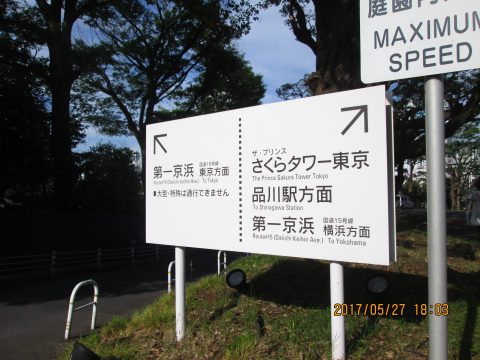 庭園内
MAXIMUM
SPEED
第一京浜 国道15号線 東京方面
Route15 (Daiichi Keihin Ave.) To Tokyo
■大型・特殊は通行できません
ザ・プリンス
さくらタワー東京
The Prince Sakura Tower Tokyo
品川駅方面
To Shinagawa Station
第一京浜 国道15号線 横浜方面
Route15 (Daiichi Keihin Ave.) To Yokohama
2017/05/27 18:03